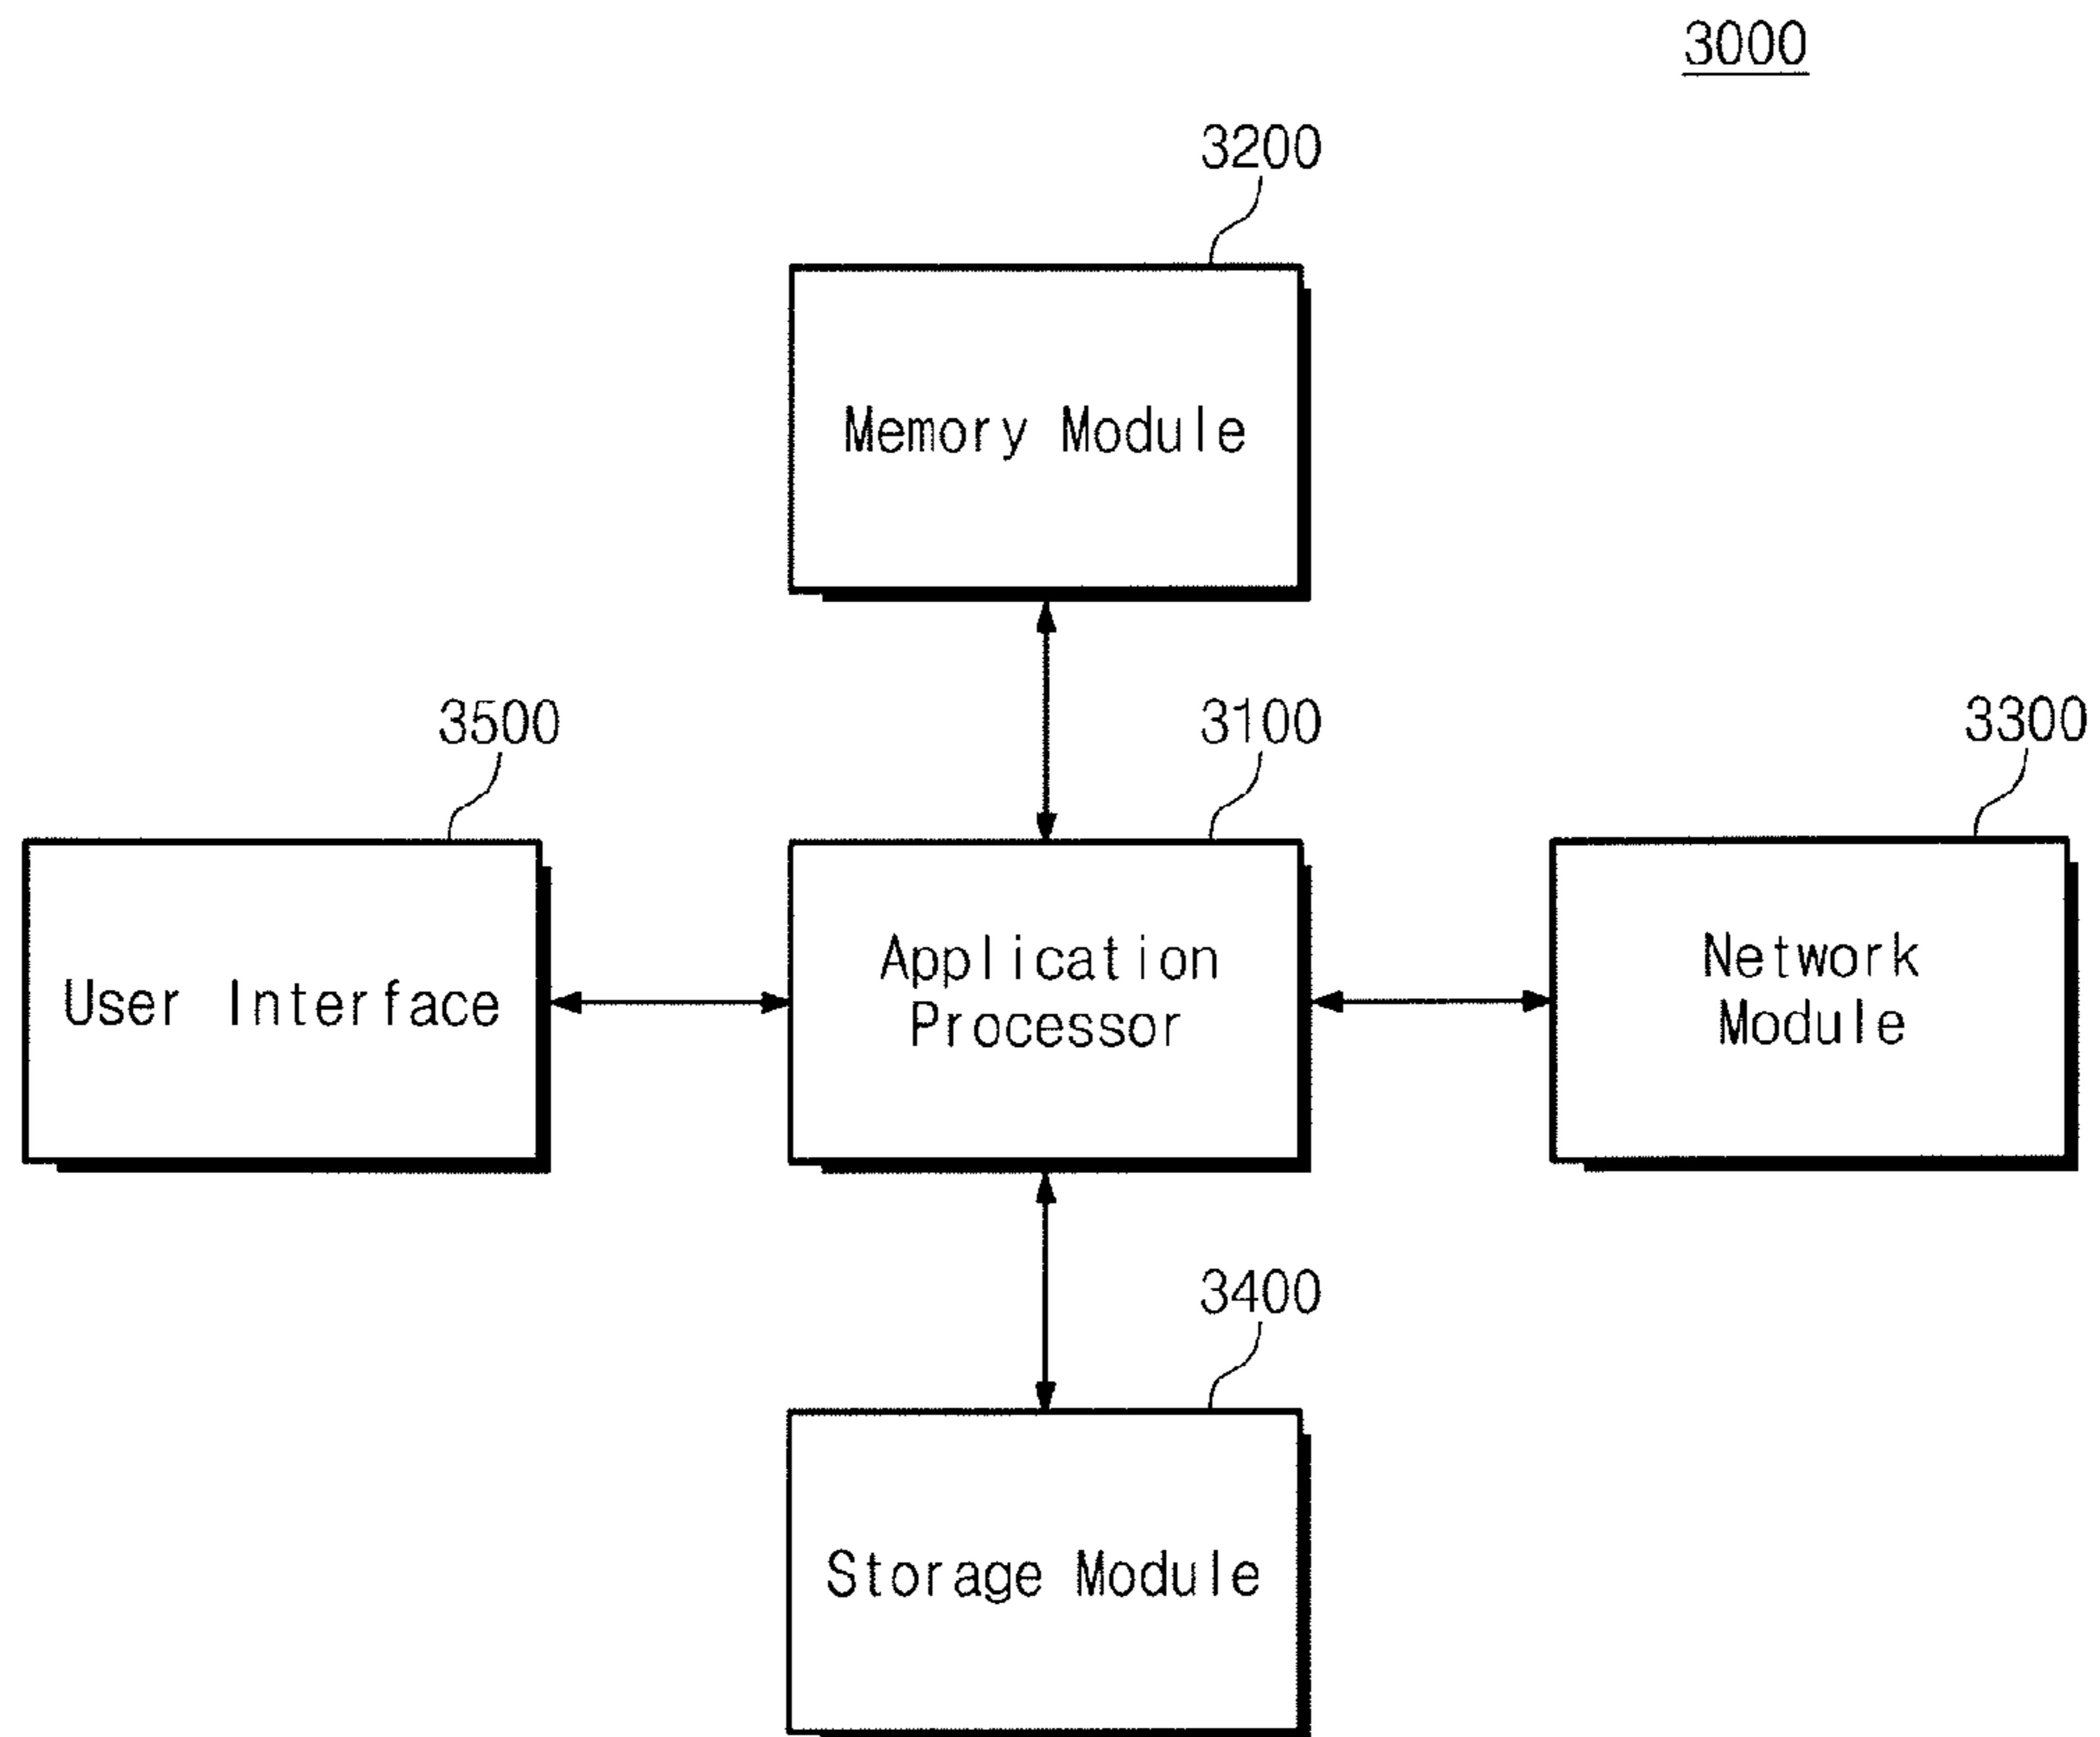 3000
3200
Memory Module
3500
3100
3300
User Interface
Application
Processor
Network
Module
3400
Storage Module